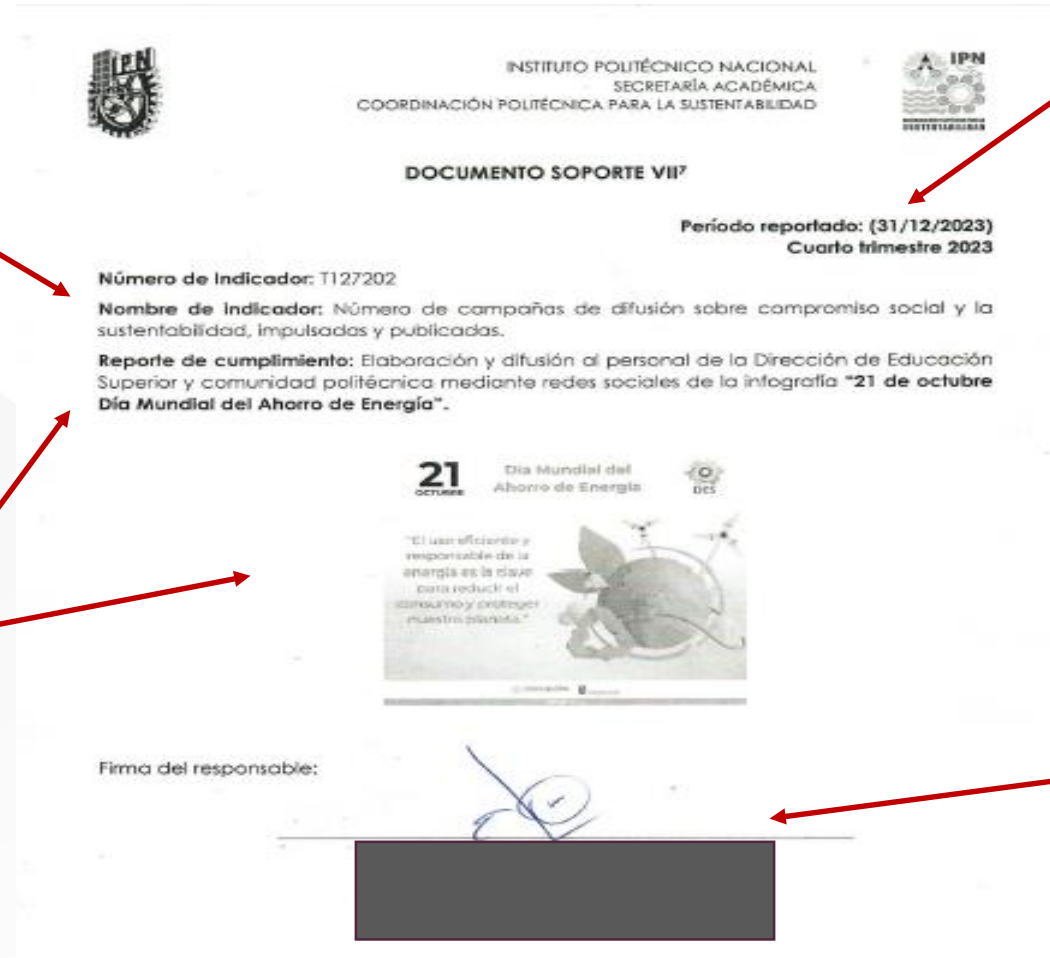 IPN
INSTITUTO POLITÉCNICO NACIONAL
SECRETARÍA ACADÉMICA
COORDINACIÓN POLITÉCNICA PARA LA SUSTENTABILIDAD
IPN
SUSTENTABILIDAD
DOCUMENTO SOPORTE VII⁷
Período reportado: (31/12/2023)
Cuarto trimestre 2023
Número de Indicador: T127202
Nombre de indicador: Número de campañas de difusión sobre compromiso social y la
sustentabilidad, impulsadas y publicadas.
Reporte de cumplimiento: Elaboración y difusión al personal de la Dirección de Educación
Superior y comunidad politécnica mediante redes sociales de la infografía "21 de octubre
Día Mundial del Ahorro de Energía".
21
OCTUBRE
Día Mundial del
Ahorro de Energía
DES
"El uso eficiente y
responsable de la
energía es la clave
para reducir el
consumo y proteger
nuestro planeta."
Firma del responsable: